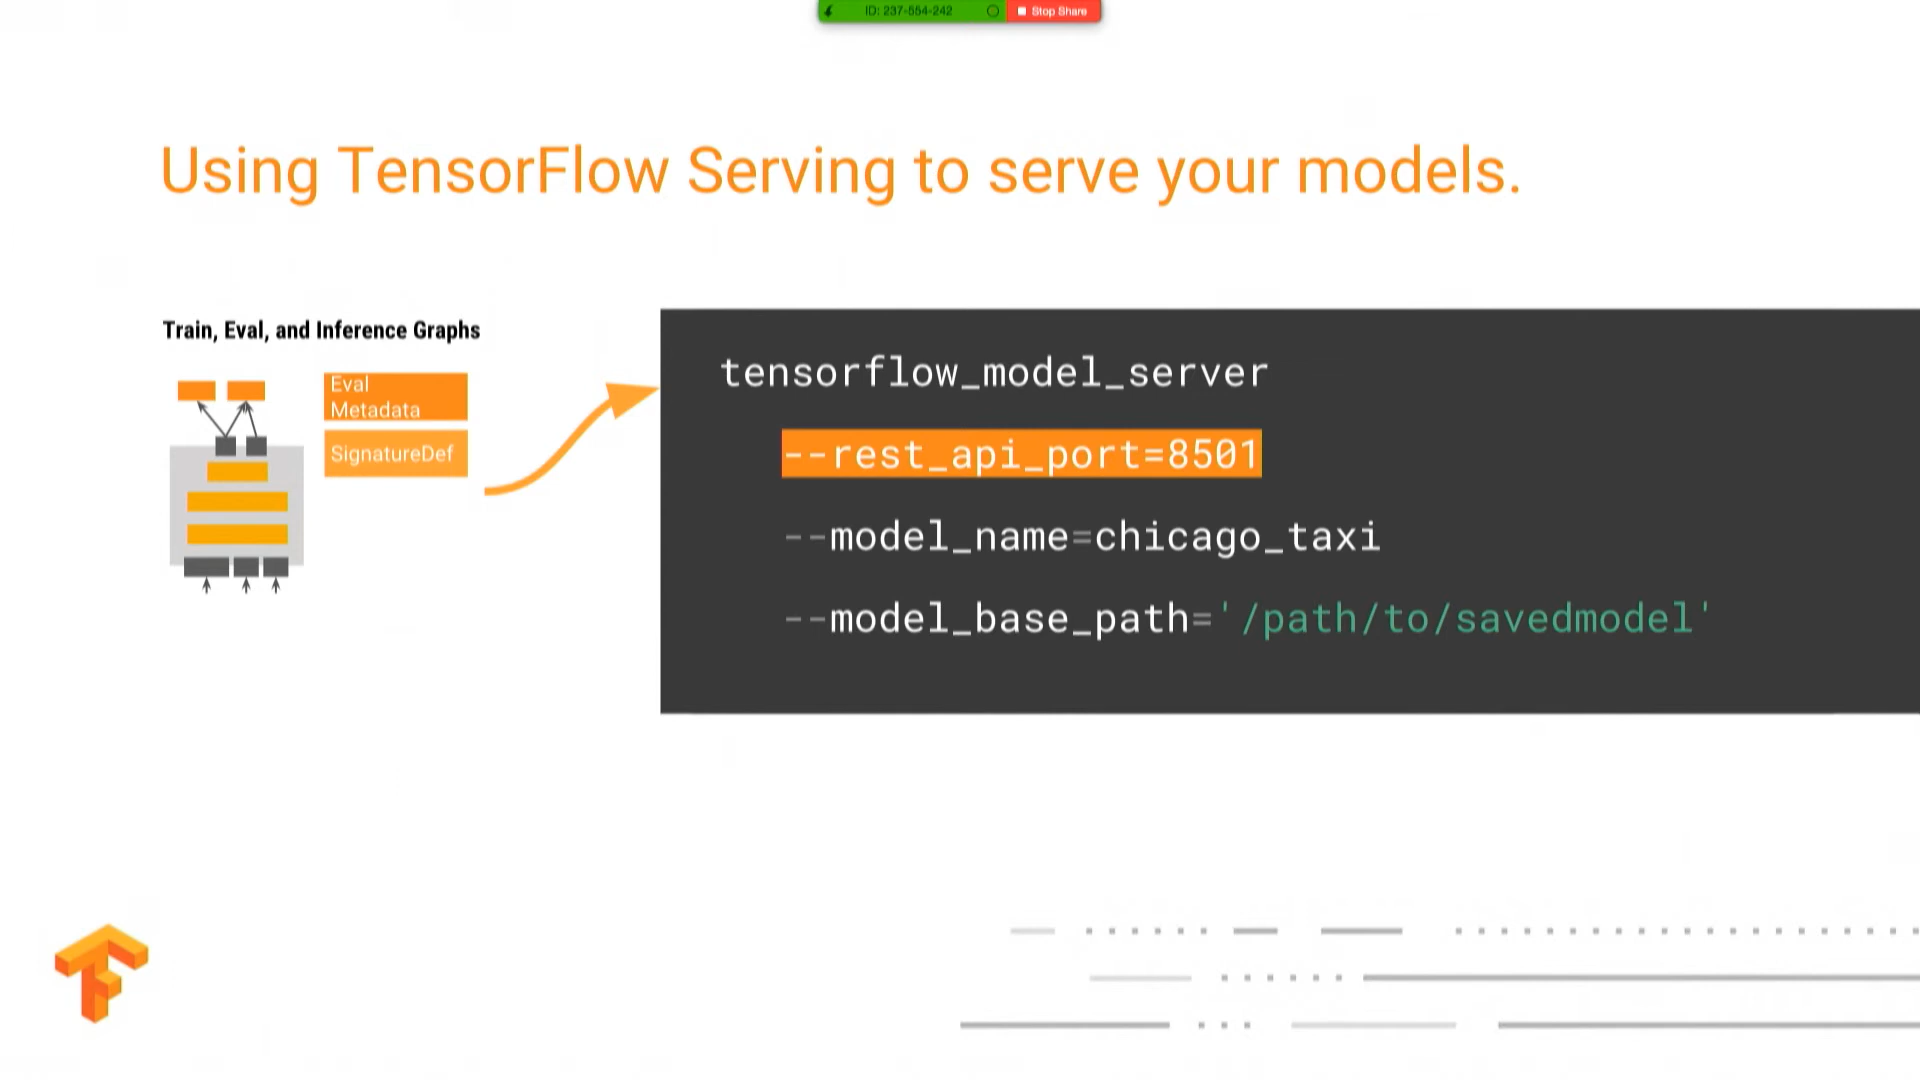 ID: 237-554-242
Stop Share
Using TensorFlow Serving to serve your models.
Train, Eval, and Inference Graphs
Eval
Metadata
SignatureDef
tensorflow_model_server
--rest_api_port=8501
--model_name=chicago_taxi
--model_base_path='/path/to/savedmodel'